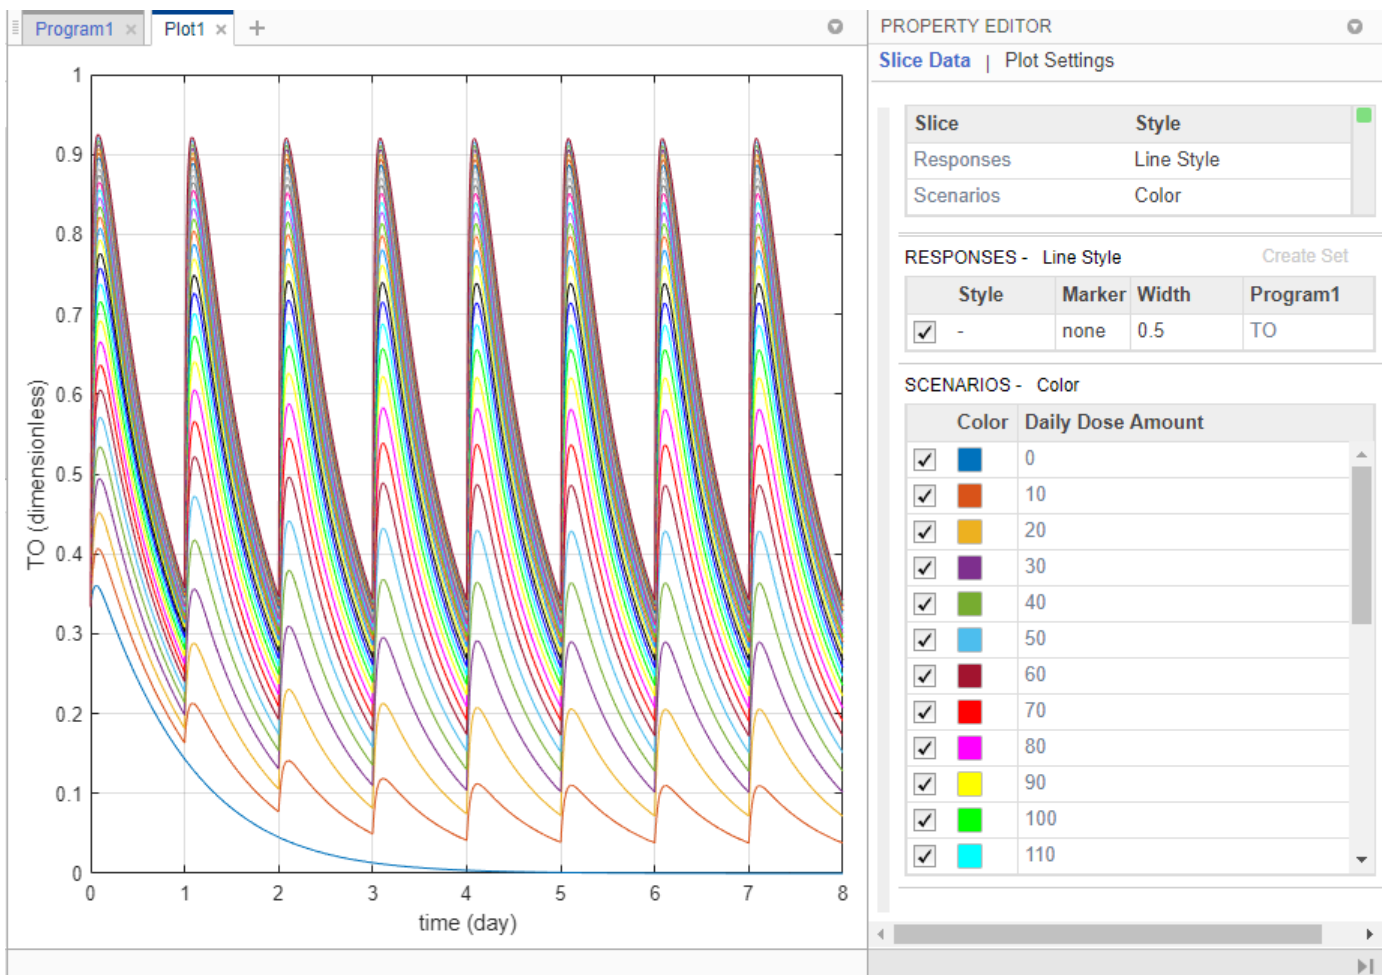 Program1 × Plot1 × +
1
0.9
0.8
0.7
0.6
0.5
0.4
0.3
0.2
0.1
0
TO (dimensionless)
0 1 2 3 4 5 6 7 8
time (day)
PROPERTY EDITOR
Slice Data | Plot Settings
Slice Style
Responses Line Style
Scenarios Color
RESPONSES - Line Style Create Set
Style Marker Width Program1
- none 0.5 TO
SCENARIOS - Color
Color Daily Dose Amount
0
10
20
30
40
50
60
70
80
90
100
110